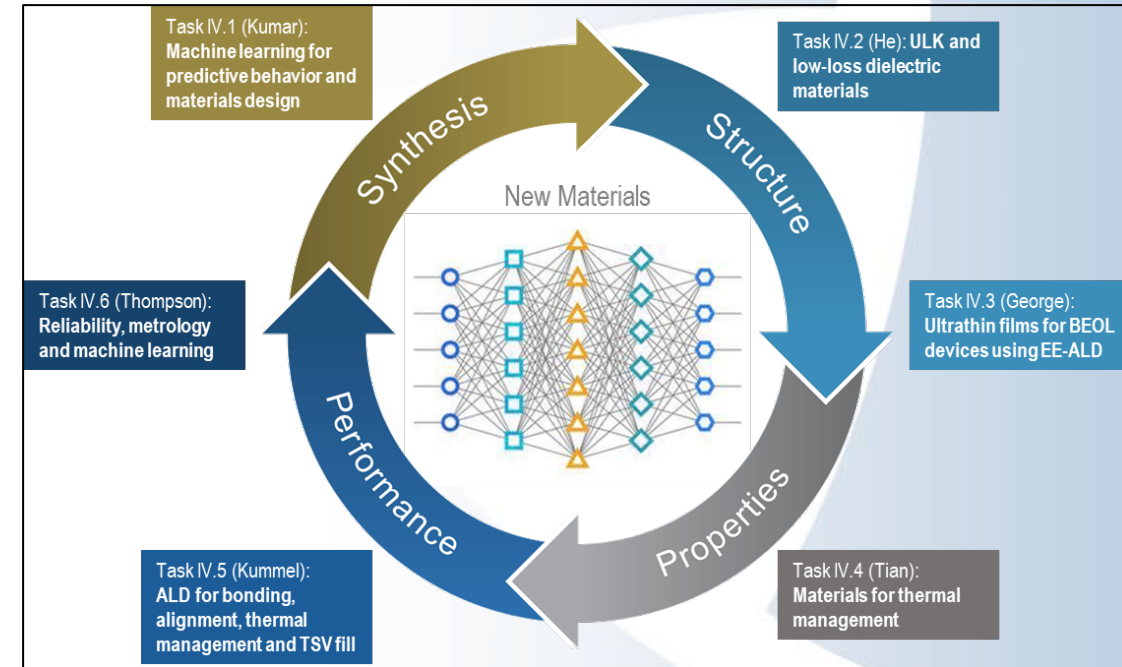 Task IV.1 (Kumar):
Machine learning for
predictive behavior and
materials design
Task IV.2 (He): ULK and
low-loss dielectric
materials
Synthesis
Structure
New Materials
Task IV.6 (Thompson):
Reliability, metrology
and machine learning
Task IV.3 (George):
Ultrathin films for BEOL
devices using EE-ALD
Performance
Properties
Task IV.5 (Kummel):
ALD for bonding,
alignment, thermal
management and TSV fill
Task IV.4 (Tian):
Materials for thermal
management